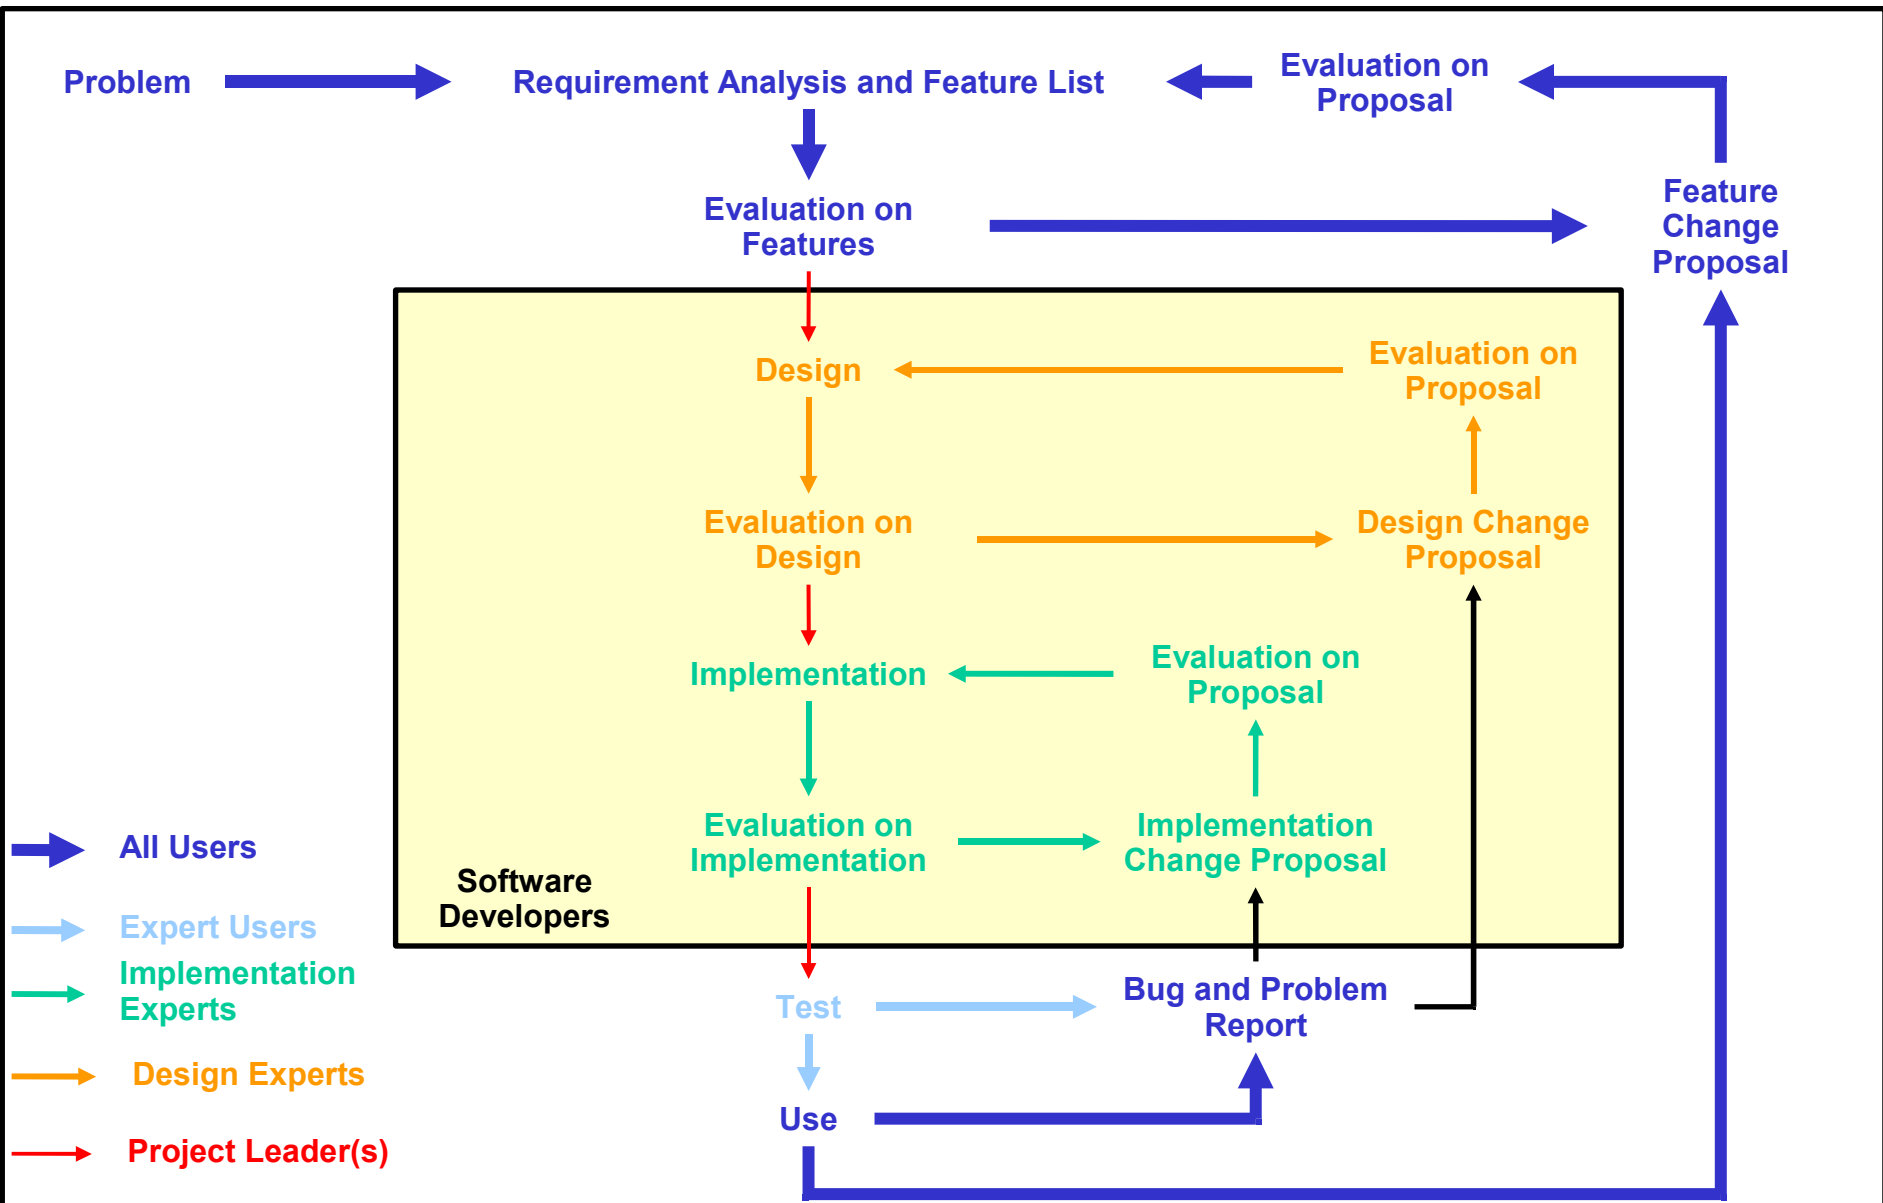 Problem
Requirement Analysis and Feature List
Evaluation on
Proposal
Evaluation on
Features
Feature
Change
Proposal
Design
Evaluation on
Proposal
Evaluation on
Design
Design Change
Proposal
Implementation
Evaluation on
Proposal
Evaluation on
Implementation
Implementation
Change Proposal
Software
Developers
All Users
Expert Users
Implementation
Experts
Design Experts
Project Leader(s)
Test
Bug and Problem
Report
Use